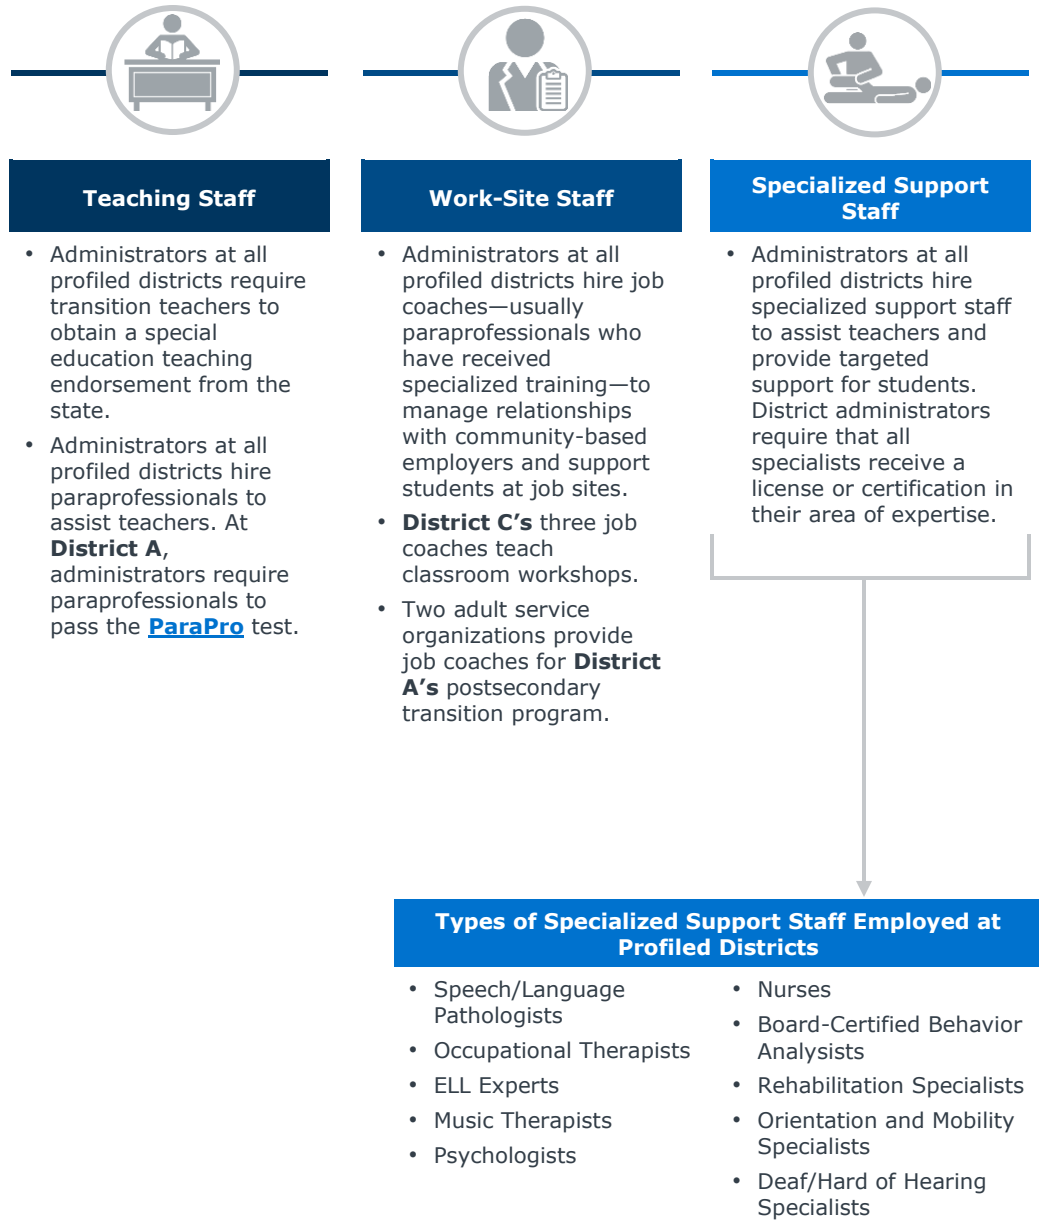 Teaching Staff
• Administrators at all
profiled districts require
transition teachers to
obtain a special
education teaching
endorsement from the
state.
• Administrators at all
profiled districts hire
paraprofessionals to
assist teachers. At
District A,
administrators require
paraprofessionals to
pass the ParaPro test.
Work-Site Staff
• Administrators at all
profiled districts hire job
coaches—usually
paraprofessionals who
have received
specialized training—to
manage relationships
with community-based
employers and support
students at job sites.
• District C’s three job
coaches teach
classroom workshops.
• Two adult service
organizations provide
job coaches for District
A’s postsecondary
transition program.
Specialized Support
Staff
• Administrators at all
profiled districts hire
specialized support staff
to assist teachers and
provide targeted
support for students.
District administrators
require that all
specialists receive a
license or certification in
their area of expertise.
Types of Specialized Support Staff Employed at
Profiled Districts
• Speech/Language
Pathologists
• Occupational Therapists
• ELL Experts
• Music Therapists
• Psychologists
• Nurses
• Board-Certified Behavior
Analysists
• Rehabilitation Specialists
• Orientation and Mobility
Specialists
• Deaf/Hard of Hearing
Specialists